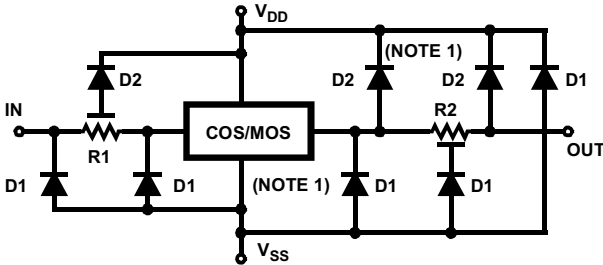 VDD
(NOTE 1)
D2
D2
D2
D1
IN
R2
COS/MOS
R1
OUT
D1
D1
(NOTE 1)
D1
D1
VSS